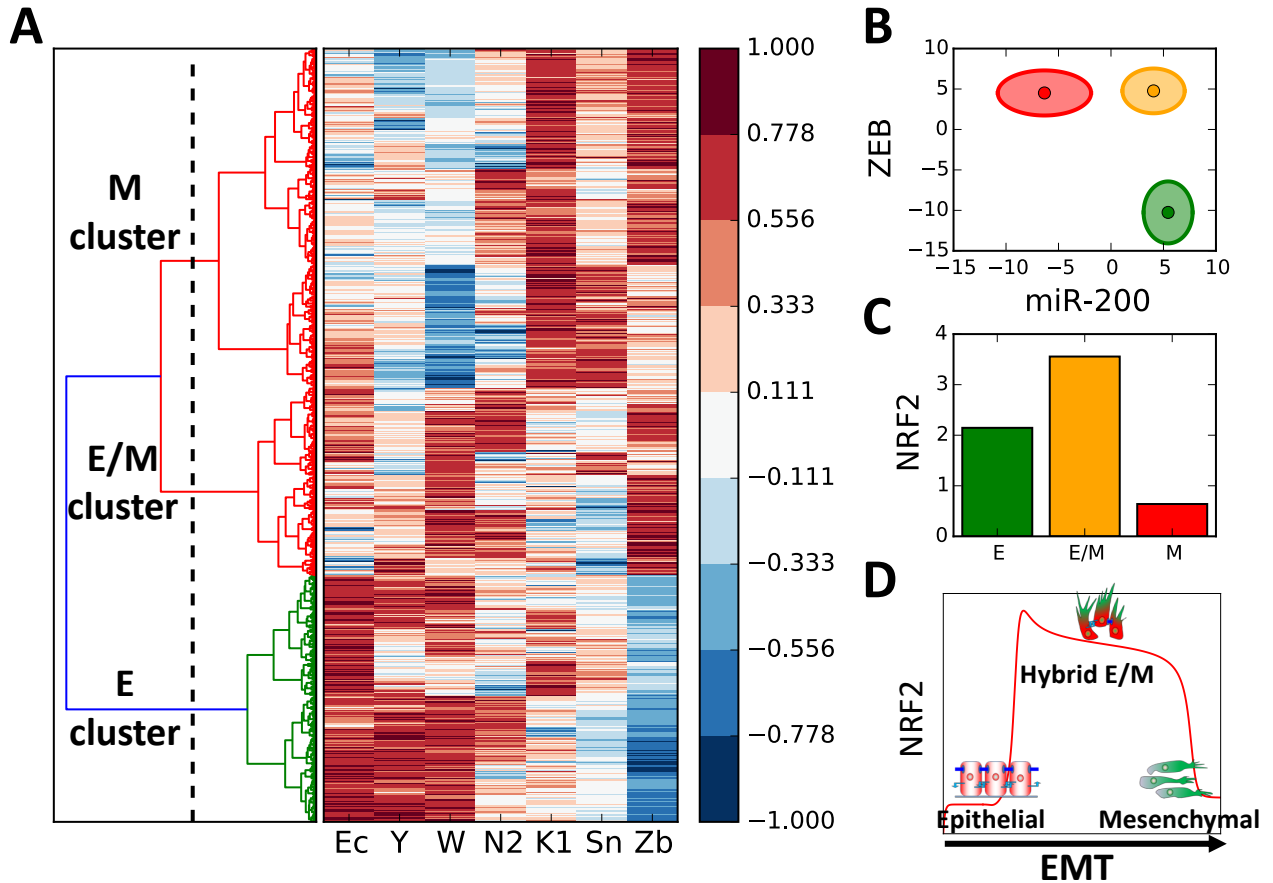 A
M
cluster
E/M
cluster
E
cluster
Ec Y W N2 K1 Sn Zb
1.000
0.778
0.556
0.333
0.111
−0.111
−0.333
−0.556
−0.778
−1.000
B
10
5
0
−5
−10
−15
ZEB
−15 −10 −5 0 5 10
miR-200
C
4
3
2
1
0
NRF2
E E/M M
D
NRF2
Hybrid E/M
Epithelial Mesenchymal
EMT